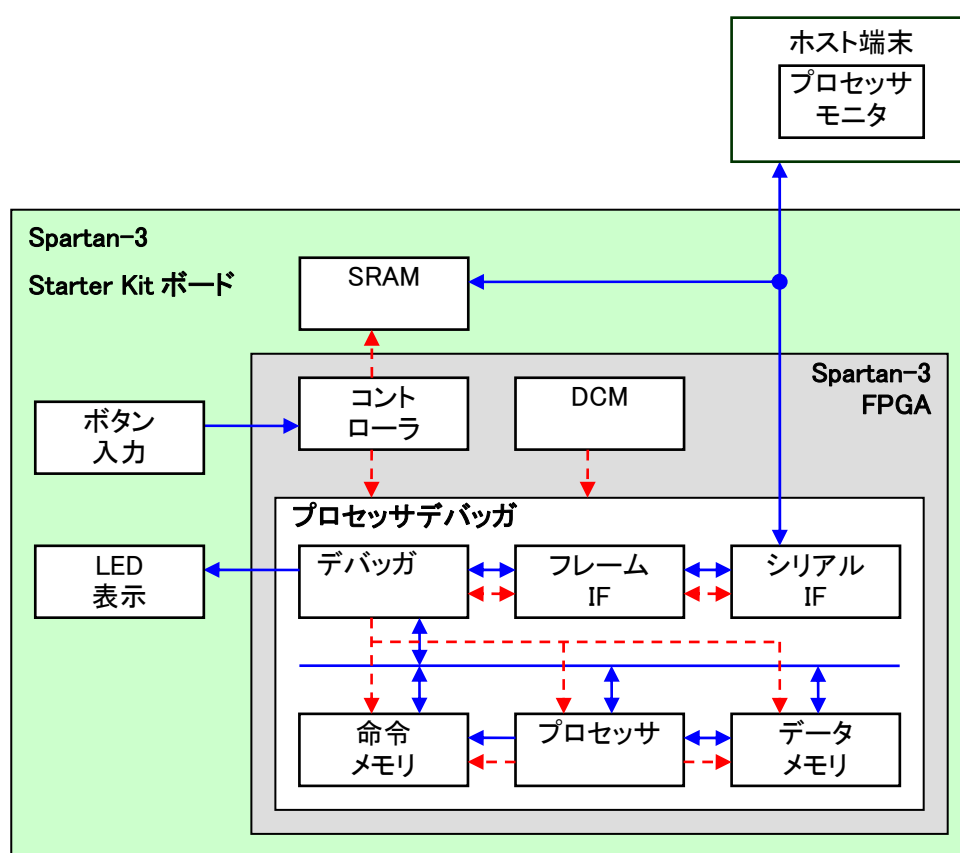 ホスト端末
プロセッサ
モニタ
Spartan-3
Starter Kit ボード
SRAM
Spartan-3
FPGA
コント
ローラ
DCM
ボタン
入力
プロセッサデバッガ
LED
表示
デバッガ
フレーム
IF
シリアル
IF
命令
メモリ
プロセッサ
データ
メモリ